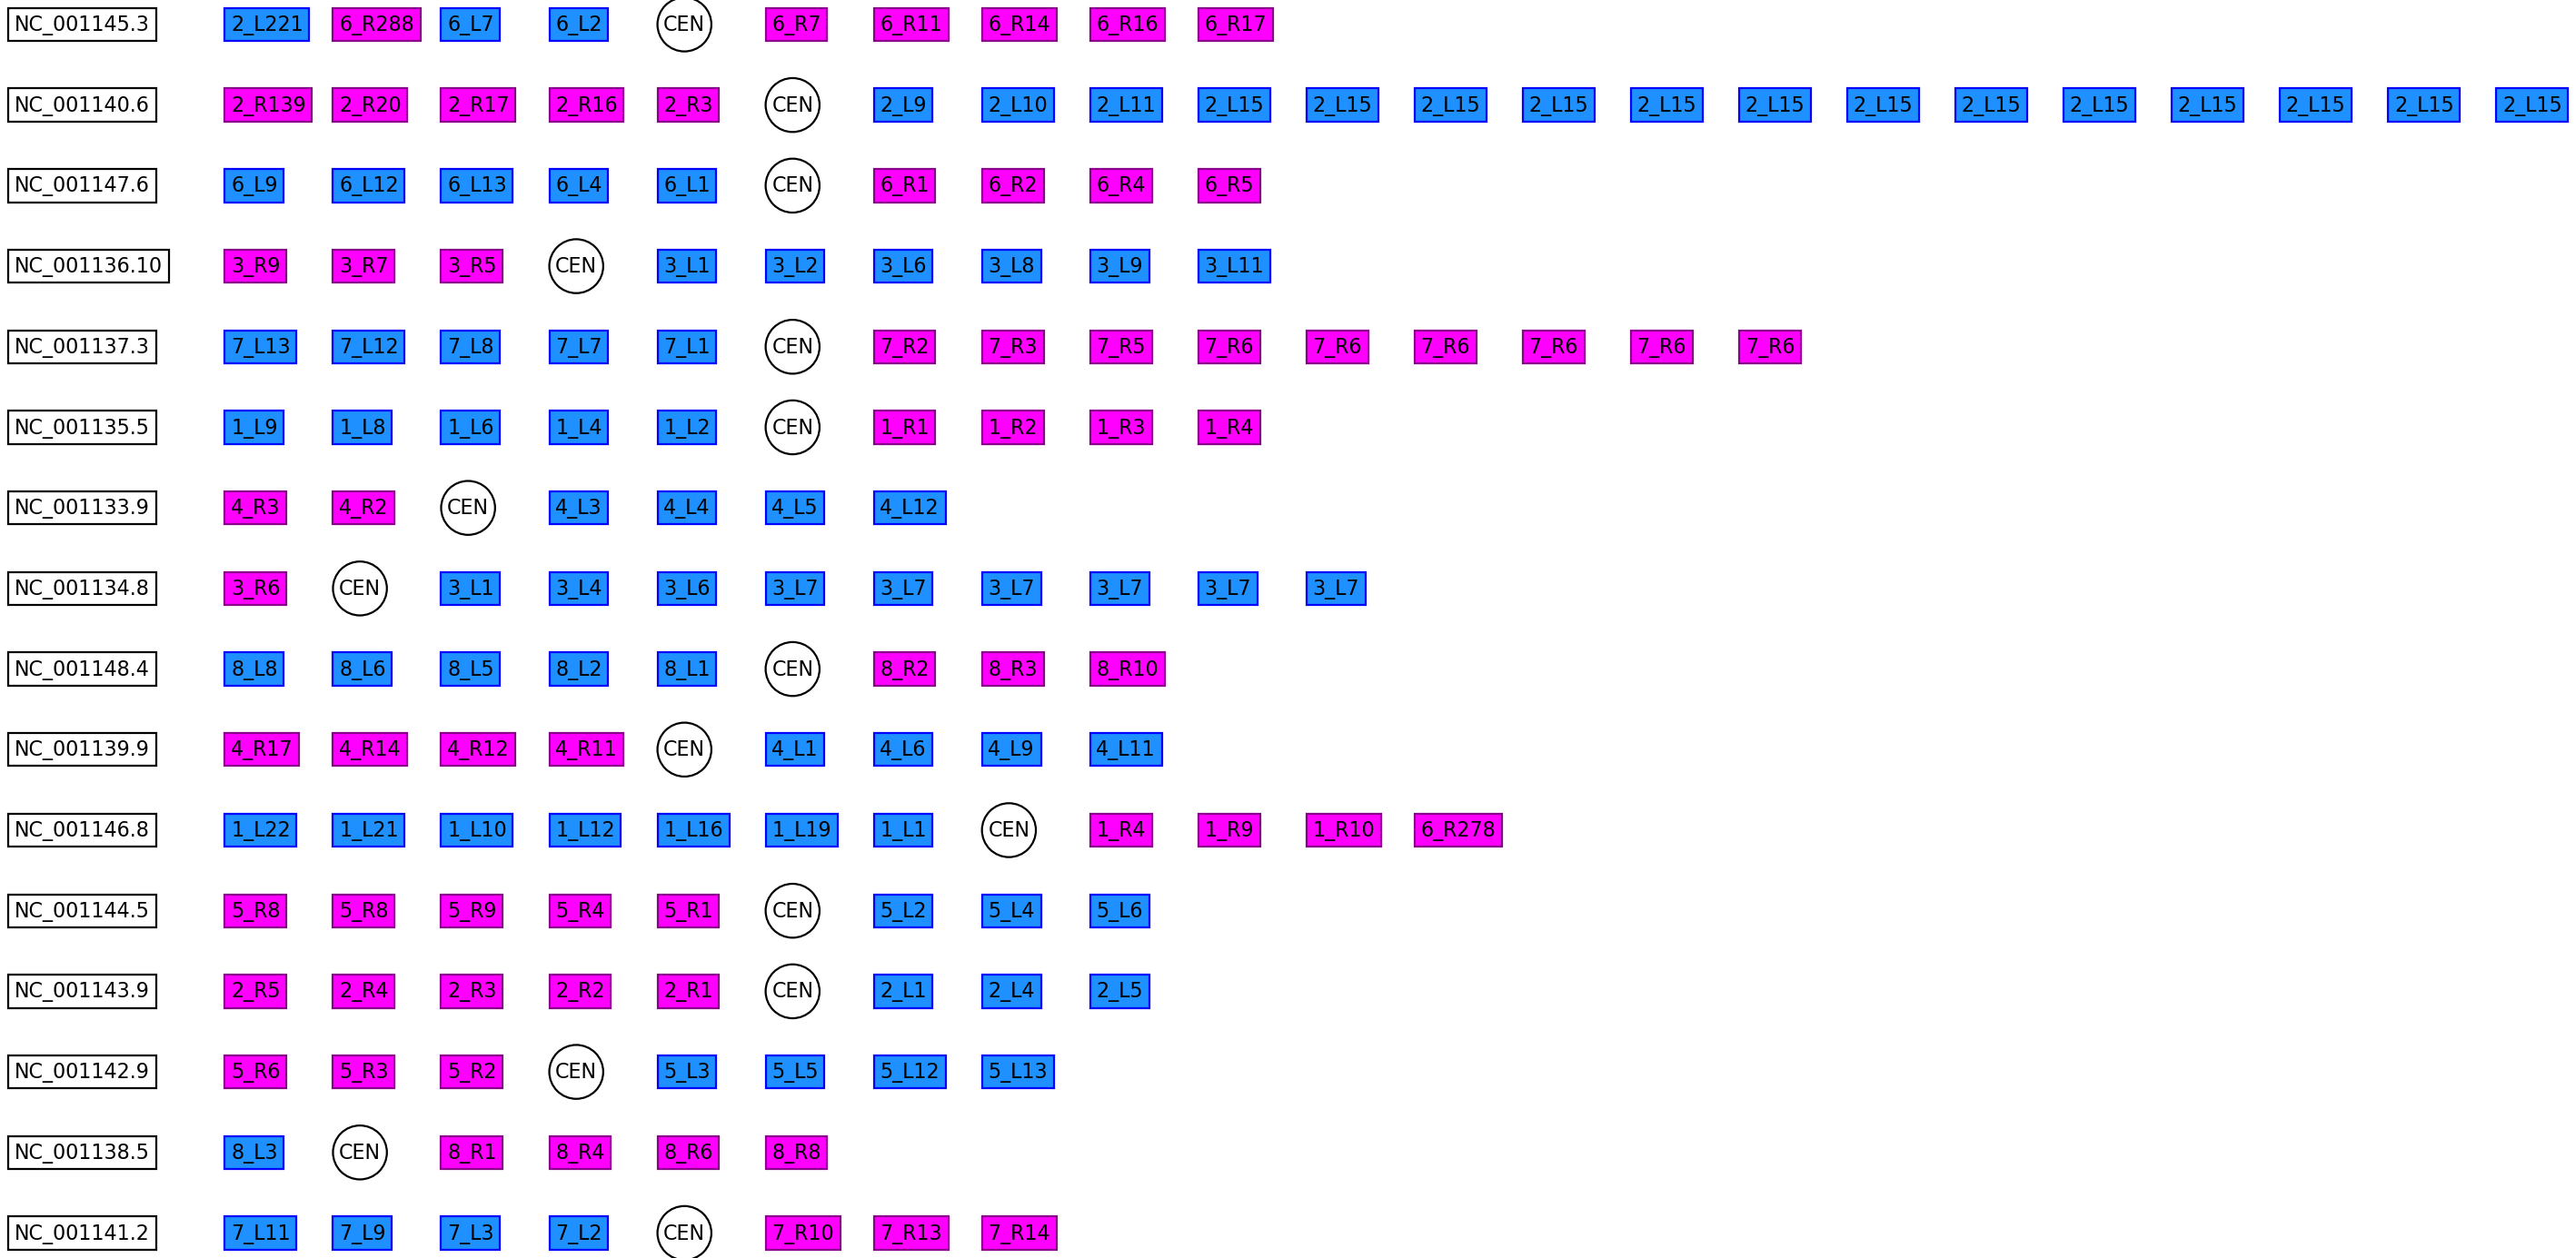 NC_001145.3 2_L221 6_R288 6_L7 6_L2 CEN 6_R7 6_R11 6_R14 6_R16 6_R17
NC_001140.6 2_R139 2_R20 2_R17 2_R16 2_R3 CEN 2_L9 2_L10 2_L11 2_L15 2_L15 2_L15 2_L15 2_L15 2_L15 2_L15 2_L15 2_L15 2_L15 2_L15 2_L15 2_L15
NC_001147.6 6_L9 6_L12 6_L13 6_L4 6_L1 CEN 6_R1 6_R2 6_R4 6_R5
NC_001136.10 3_R9 3_R7 3_R5 CEN 3_L1 3_L2 3_L6 3_L8 3_L9 3_L11
NC_001137.3 7_L13 7_L12 7_L8 7_L7 7_L1 CEN 7_R2 7_R3 7_R5 7_R6 7_R6 7_R6 7_R6 7_R6 7_R6
NC_001135.5 1_L9 1_L8 1_L6 1_L4 1_L2 CEN 1_R1 1_R2 1_R3 1_R4
NC_001133.9 4_R3 4_R2 CEN 4_L3 4_L4 4_L5 4_L12
NC_001134.8 3_R6 CEN 3_L1 3_L4 3_L6 3_L7 3_L7 3_L7 3_L7 3_L7 3_L7
NC_001148.4 8_L8 8_L6 8_L5 8_L2 8_L1 CEN 8_R2 8_R3 8_R10
NC_001139.9 4_R17 4_R14 4_R12 4_R11 CEN 4_L1 4_L6 4_L9 4_L11
NC_001146.8 1_L22 1_L21 1_L10 1_L12 1_L16 1_L19 1_L1 CEN 1_R4 1_R9 1_R10 6_R278
NC_001144.5 5_R8 5_R8 5_R9 5_R4 5_R1 CEN 5_L2 5_L4 5_L6
NC_001143.9 2_R5 2_R4 2_R3 2_R2 2_R1 CEN 2_L1 2_L4 2_L5
NC_001142.9 5_R6 5_R3 5_R2 CEN 5_L3 5_L5 5_L12 5_L13
NC_001138.5 8_L3 CEN 8_R1 8_R4 8_R6 8_R8
NC_001141.2 7_L11 7_L9 7_L3 7_L2 CEN 7_R10 7_R13 7_R14